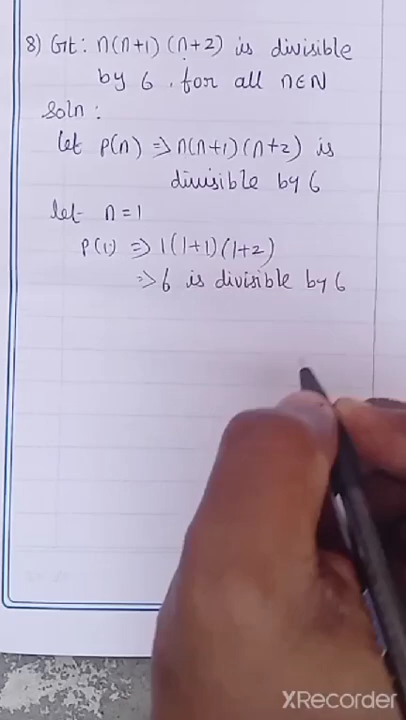 8) Gt: n(n+1)(n+2) is divisible
by 6. for all n∈N
Soln:
let P(n) => n(n+1)(n+2) is
divisible by 6
let n=1
P(1) => 1(1+1)(1+2)
=> 6 is divisible by 6
XRecorder